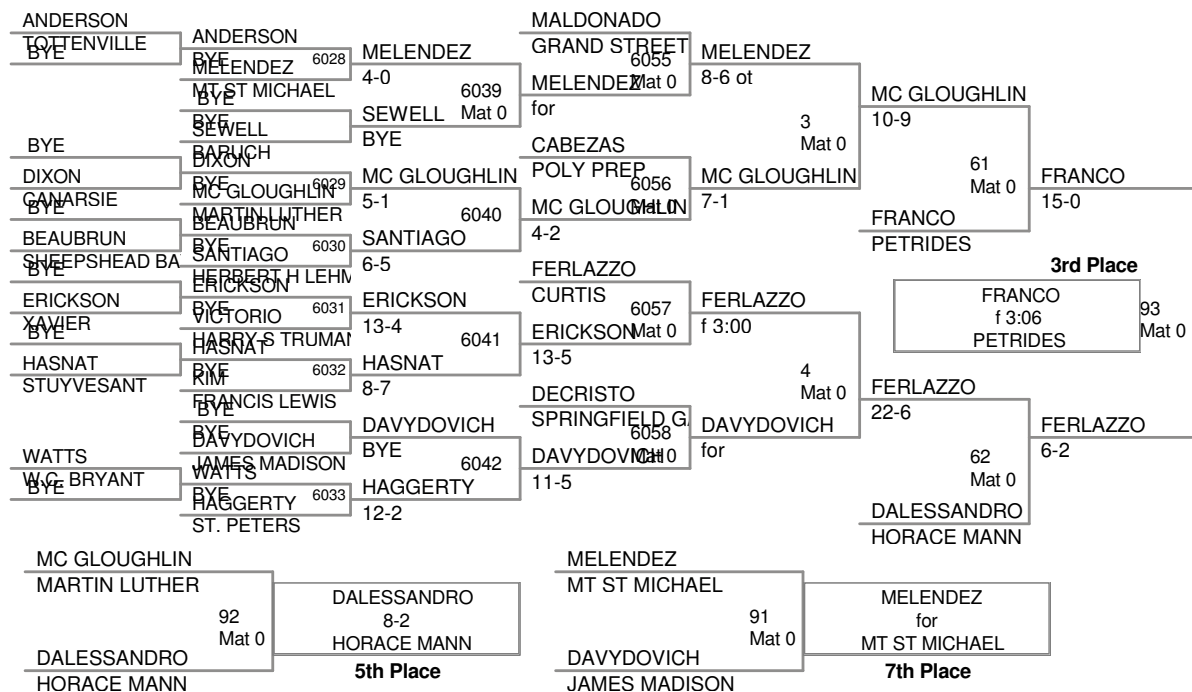 ANDERSON
TOTTENVILLE
BYE
BYE
DIXON
CANARSIE
BYE
BEAUBRUN
SHEEPSHEAD BA
BYE
ERICKSON
XAVIER
BYE
HASNAT
STUYVESANT
WATTS
W.C. BRYANT
BYE
ANDERSON
BYE 6028
MELENDEZ
MT ST MICHAEL
BYE
BYE
SEWELL
BARUCH
DIXON
BYE 6029
MC GLOUGHLIN
MARTIN LUTHER
BEAUBRUN
BYE 6030
SANTIAGO
HERBERT H LEHM
ERICKSON
BYE 6031
VICTORIO
HARRY S TRUMAN
HASNAT
BYE 6032
KIM
FRANCIS LEWIS
BYE
BYE
DAVYDOVICH
JAMES MADISON
WATTS
BYE 6033
HAGGERTY
ST. PETERS
MELENDEZ
4-0
6039
Mat 0
SEWELL
BYE
MC GLOUGHLIN
5-1
6040
SANTIAGO
6-5
ERICKSON
13-4
6041
HASNAT
8-7
DAVYDOVICH
BYE
6042
HAGGERTY
12-2
MALDONADO
GRAND STREET
6055
Mat 0
MELENDEZ
for
CABEZAS
POLY PREP
6056
Mat 0
MC GLOUGHLIN
4-2
FERLAZZO
CURTIS
6057
Mat 0
ERICKSON
13-5
DECRISTO
SPRINGFIELD GA
6058
Mat 0
DAVYDOVICH
11-5
MELENDEZ
8-6 ot
3
Mat 0
MC GLOUGHLIN
7-1
FERLAZZO
f 3:00
4
Mat 0
DAVYDOVICH
for
MC GLOUGHLIN
10-9
61
Mat 0
FRANCO
PETRIDES
FERLAZZO
22-6
62
Mat 0
DALESSANDRO
HORACE MANN
FRANCO
15-0
3rd Place
FRANCO
f 3:06
PETRIDES
93
Mat 0
FERLAZZO
6-2
MC GLOUGHLIN
MARTIN LUTHER
92
Mat 0
DALESSANDRO
HORACE MANN
DALESSANDRO
8-2
HORACE MANN
5th Place
MELENDEZ
MT ST MICHAEL
91
Mat 0
DAVYDOVICH
JAMES MADISON
MELENDEZ
for
MT ST MICHAEL
7th Place